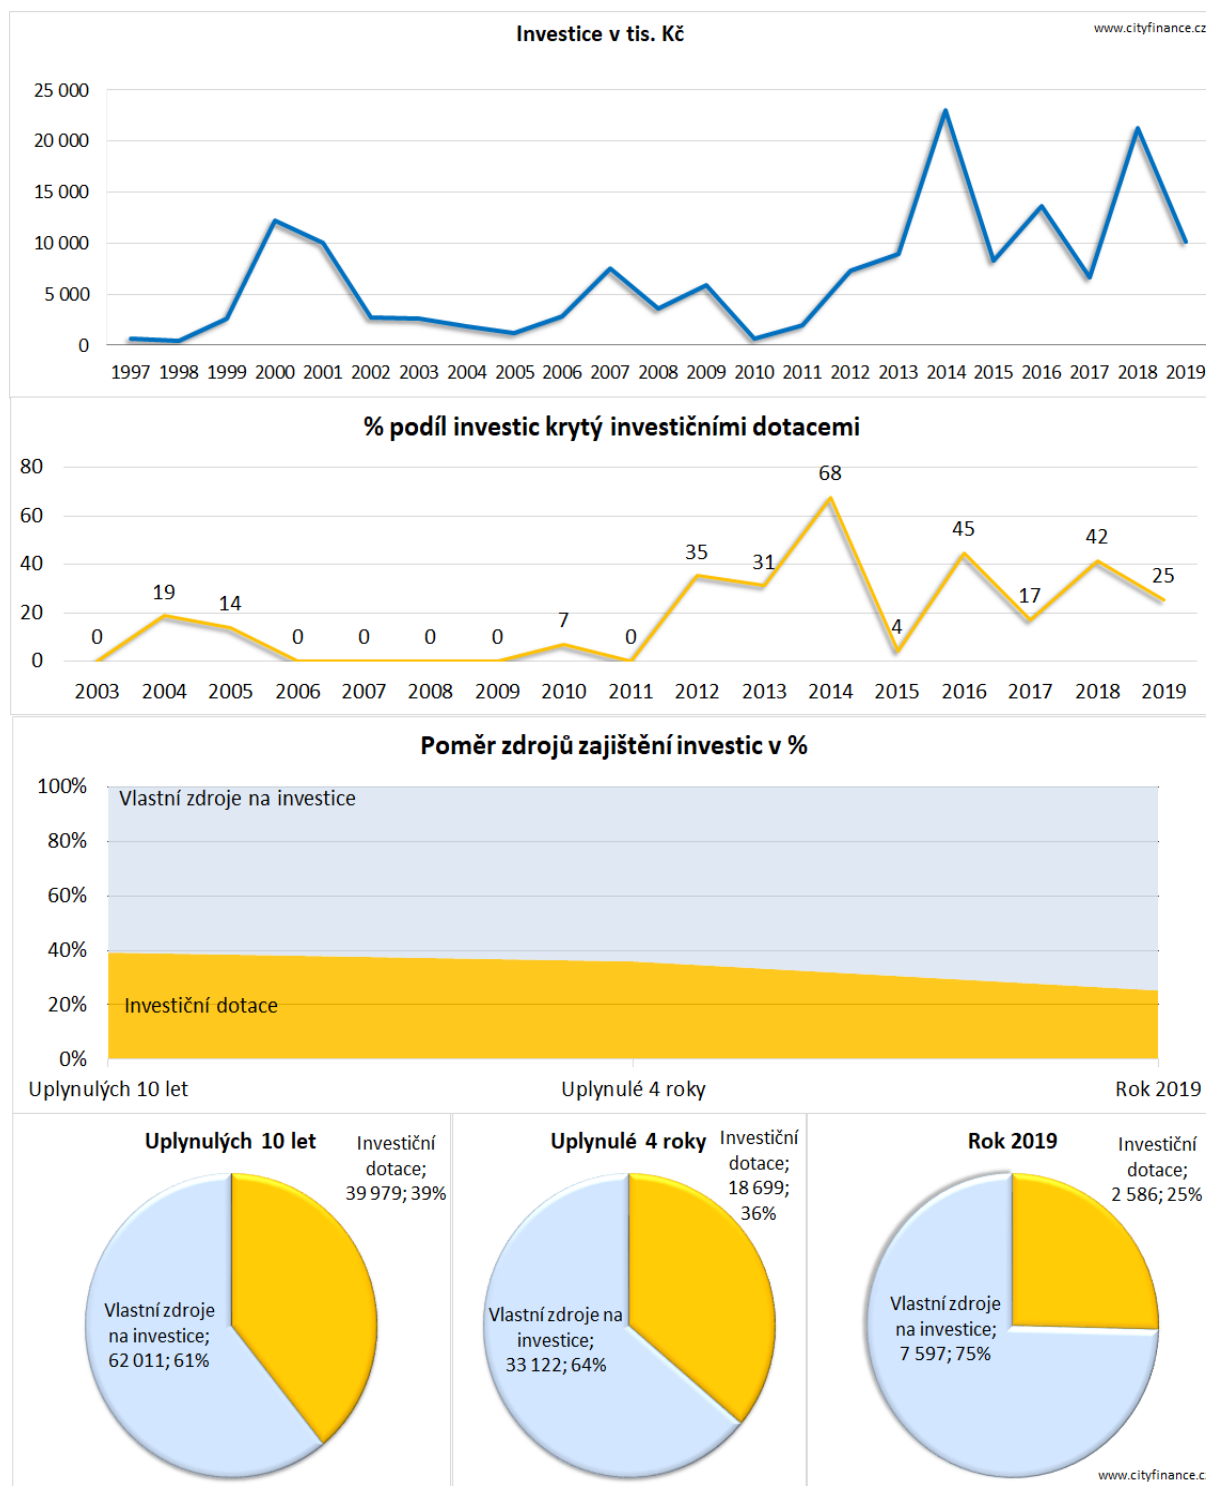 Investice v tis. Kč
www.cityfinance.cz
25 000
20 000
15 000
10 000
5 000
0
1997 1998 1999 2000 2001 2002 2003 2004 2005 2006 2007 2008 2009 2010 2011 2012 2013 2014 2015 2016 2017 2018 2019
% podíl investic krytý investičními dotacemi
80
60
40
20
0
0 19 14 0 0 0 0 7 0 35 31 68 4 45 17 42 25
2003 2004 2005 2006 2007 2008 2009 2010 2011 2012 2013 2014 2015 2016 2017 2018 2019
Poměr zdrojů zajištění investic v %
100%
80%
60%
40%
20%
0%
Vlastní zdroje na investice
Investiční dotace
Uplynulých 10 let Uplynulé 4 roky Rok 2019
Uplynulých 10 let
Investiční
dotace;
39 979; 39%
Vlastní zdroje
na investice;
62 011; 61%
Uplynulé 4 roky
Investiční
dotace;
18 699;
36%
Vlastní zdroje na
investice;
33 122; 64%
Rok 2019
Investiční
dotace;
2 586; 25%
Vlastní zdroje
na investice;
7 597; 75%
www.cityfinance.c